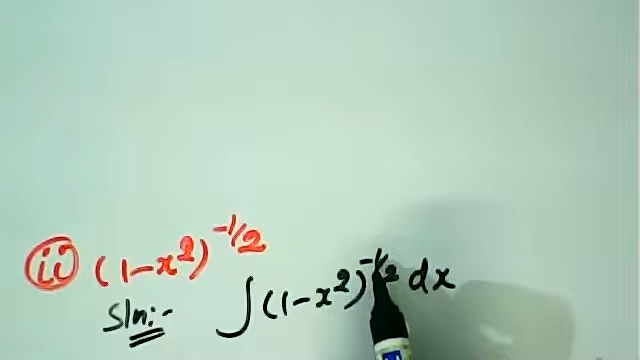 (ii) (1-x²)^-1/2
Sln:- ∫(1-x²)^-1/2 dx